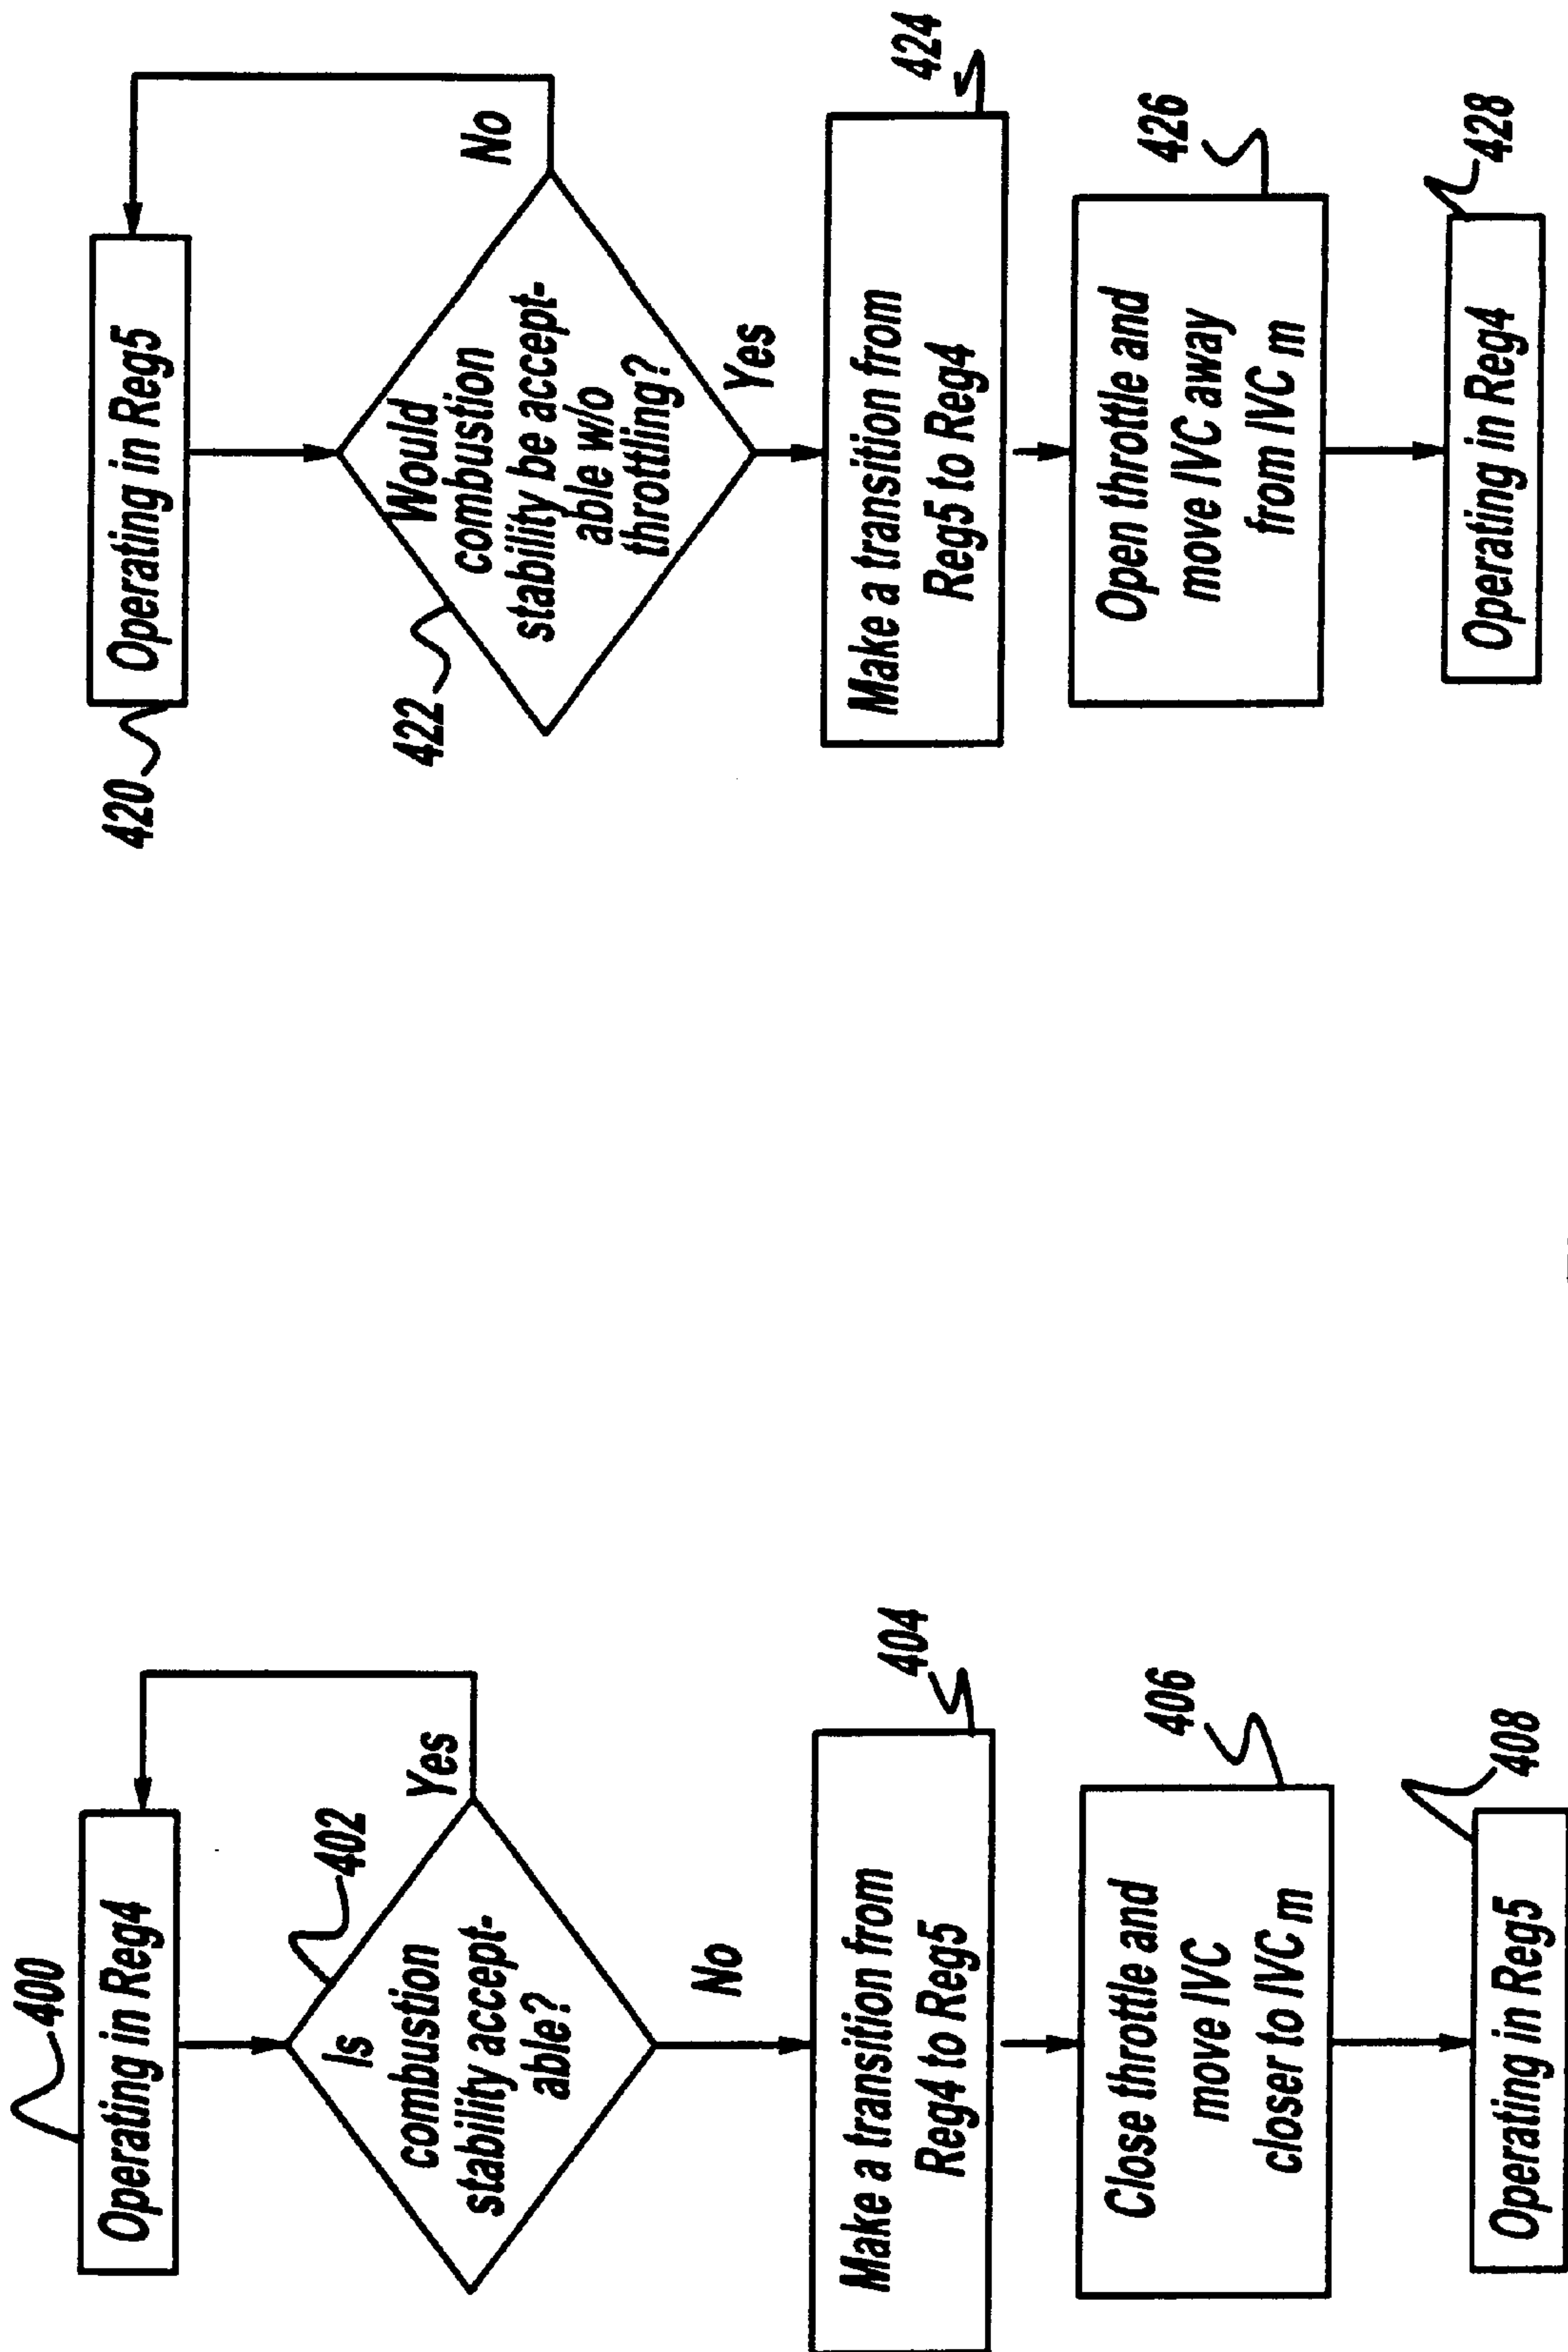 400
Operating in Reg4
402
Is
combustion
stability accept-
able?
Yes
No
404
Make a transition from
Reg4 to Reg5
406
Close throttle and
move IVC
closer to IVC m
408
Operating in Reg5
420
Operating in Reg5
422
Would
combustion
stability be accept-
able w/o
throttling?
No
Yes
424
Make a transition from
Reg5 to Reg4
426
Open throttle and
move IVC away
from IVC m
428
Operating in Reg4